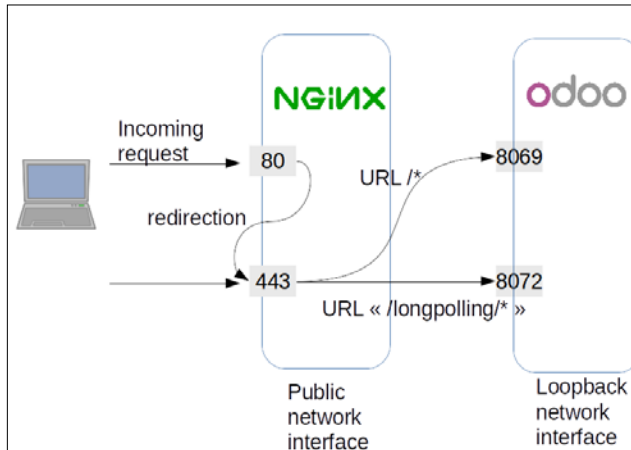 NGINX
odoo
Incoming
request
80
8069
URL /*
redirection
443
8072
URL « /longpolling/* »
Public
network
interface
Loopback
network
interface